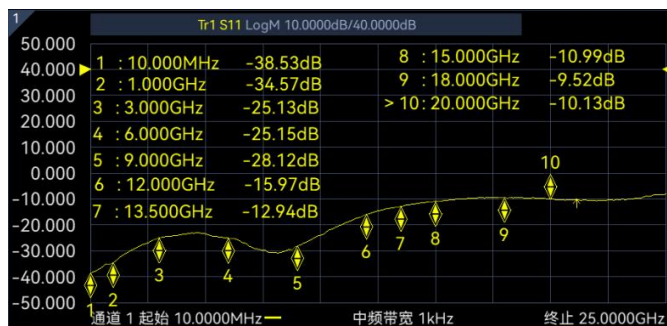 1
Tr1 S11 LogM 10.0000dB/40.0000dB
50.000
40.000
30.000
20.000
10.000
0.000
-10.000
-20.000
-30.000
-40.000
-50.000
1 : 10.000MHz -38.53dB
2 : 1.000GHz -34.57dB
3 : 3.000GHz -25.13dB
4 : 6.000GHz -25.15dB
5 : 9.000GHz -28.12dB
6 : 12.000GHz -15.97dB
7 : 13.500GHz -12.94dB
8 : 15.000GHz -10.99dB
9 : 18.000GHz -9.52dB
> 10: 20.000GHz -10.13dB
1
2
3
4
5
6
7
8
9
10
通道 1 起始 10.0000MHz
中频带宽 1kHz
终止 25.0000GHz